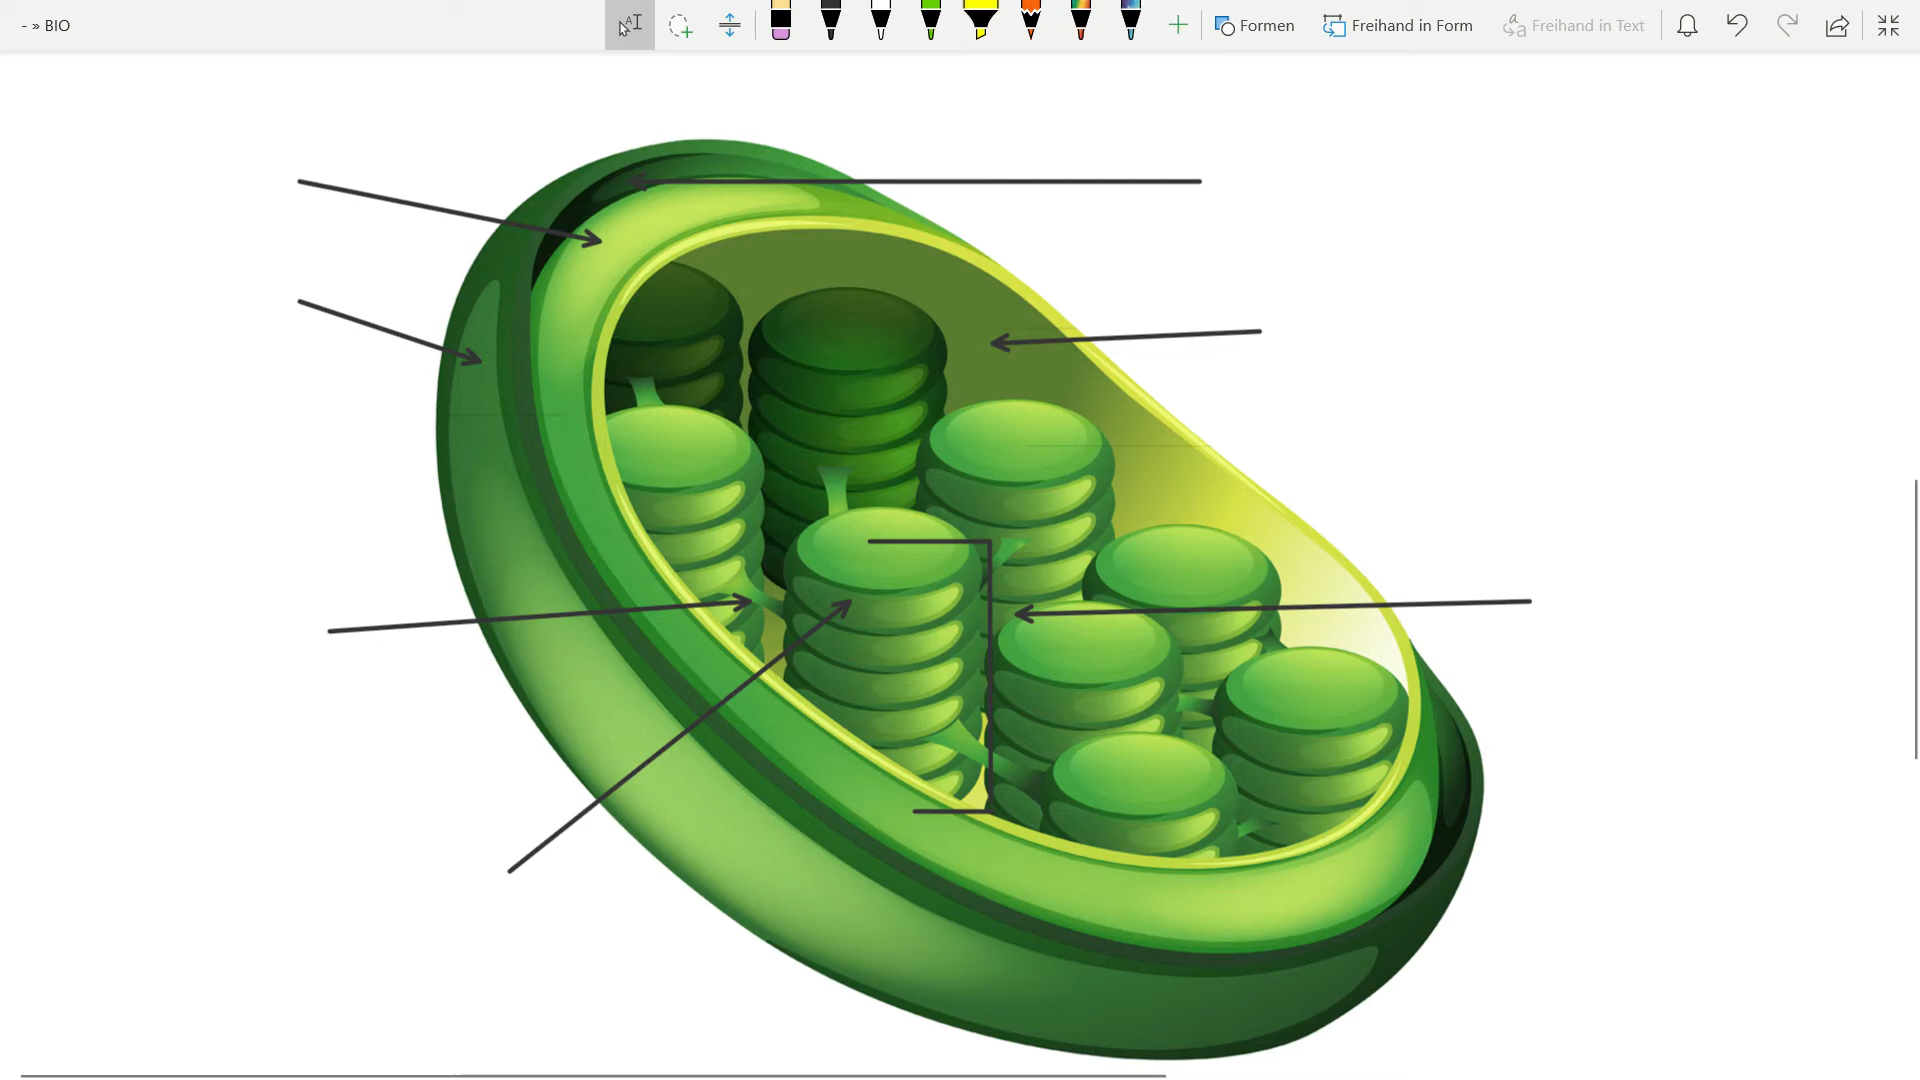 - » BIO
Formen
Freihand in Form
Freihand in Text